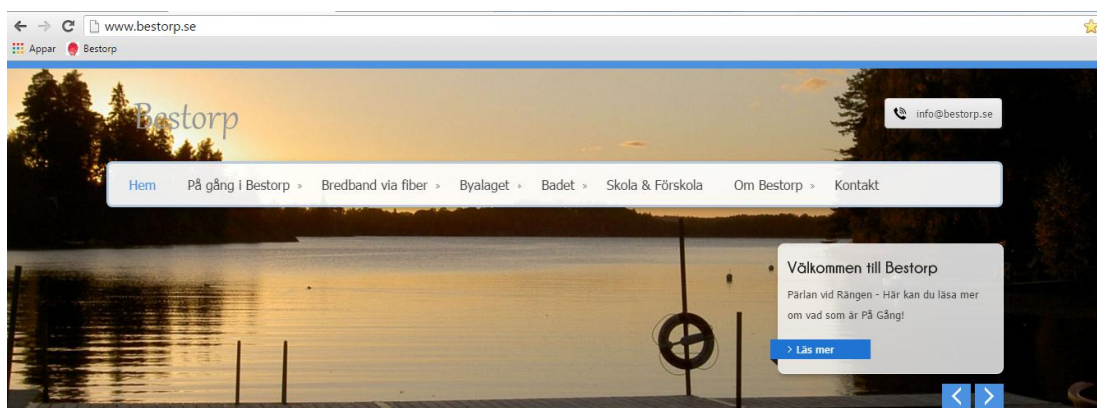 www.bestorp.se
Appar Bestorp
Bestorp
info@bestorp.se
Hem På gång i Bestorp » Bredband via fiber » Byalaget » Badet » Skola & Förskola Om Bestorp » Kontakt
Välkommen till Bestorp
Pärlan vid Rängen - Här kan du läsa mer
om vad som är På Gång!
> Läs mer